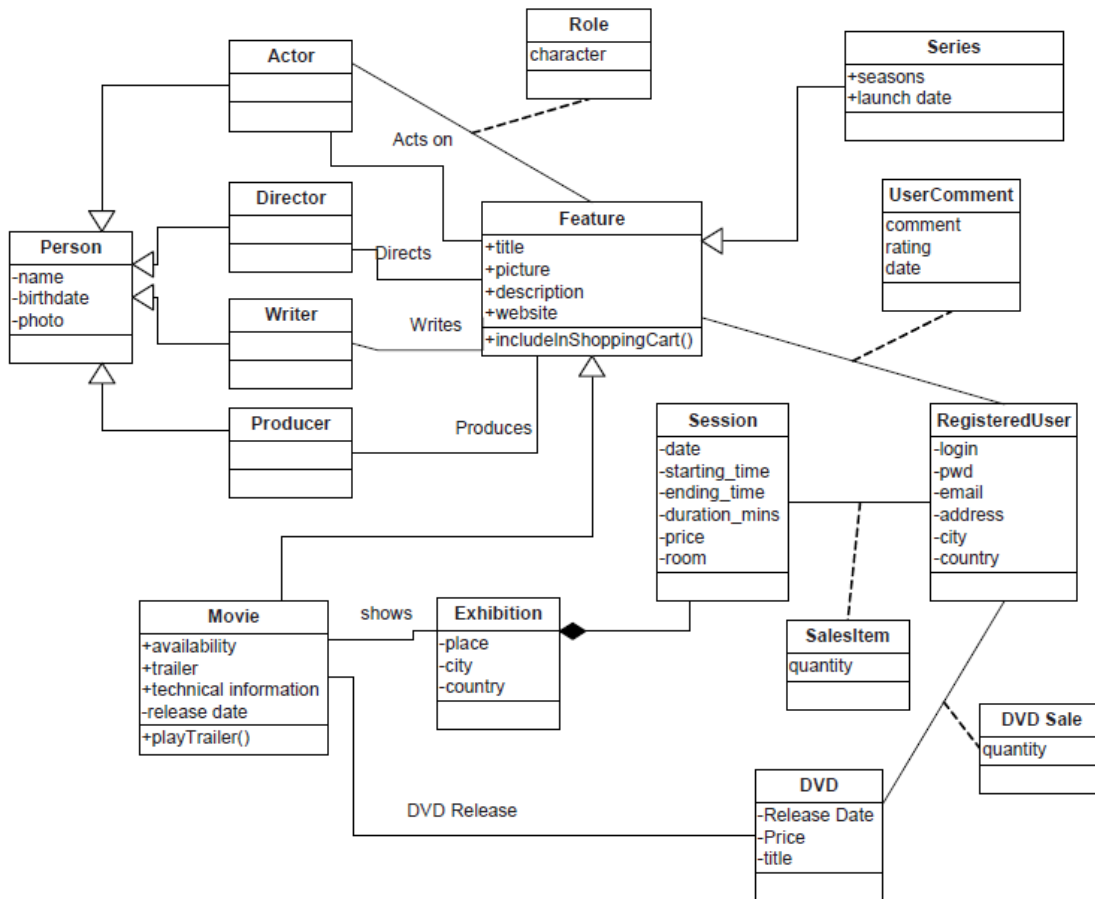 Role
character
Actor
Series
+seasons
+launch date
Acts on
UserComment
comment
rating
date
Director
Feature
+title
+picture
+description
+website
+includeInShoppingCart()
Directs
Person
-name
-birthdate
-photo
Writer
Writes
Producer
Produces
Session
-date
-starting_time
-ending_time
-duration_mins
-price
-room
RegisteredUser
-login
-pwd
-email
-address
-city
-country
Movie
+availability
+trailer
+technical information
-release date
+playTrailer()
shows
Exhibition
-place
-city
-country
SalesItem
quantity
DVD Sale
quantity
DVD Release
DVD
-Release Date
-Price
-title